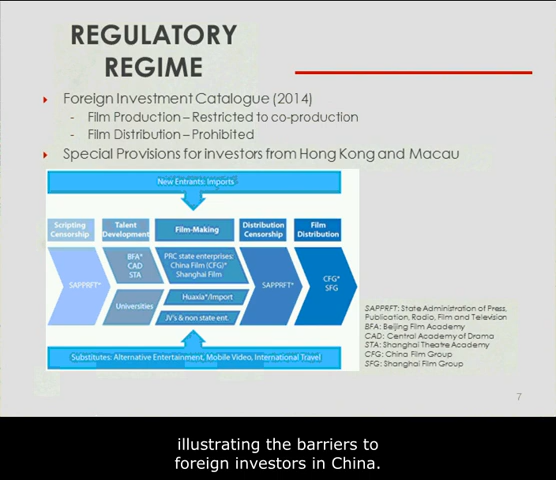 REGULATORY
REGIME
Foreign Investment Catalogue (2014)
- Film Production – Restricted to co-production
- Film Distribution – Prohibited
Special Provisions for investors from Hong Kong and Macau
New Entrants: Imports
Scripting
Censorship
Talent
Development
Film-Making
Distribution
Censorship
Film
Distribution
SAPPRFT*
BFA*
CAD
STA
Universities
PRC state enterprises:
China Film (CFG)*
Shanghai Film
Huaxia*/Import
JV's & non state ent.
SAPPRFT*
CFG*
SFG
Substitutes: Alternative Entertainment, Mobile Video, International Travel
SAPPRFT: State Administration of Press,
Publication, Radio, Film and Television
BFA: Beijing Film Academy
CAD: Central Academy of Drama
STA: Shanghai Theatre Academy
CFG: China Film Group
SFG: Shanghai Film Group
7
illustrating the barriers to
foreign investors in China.